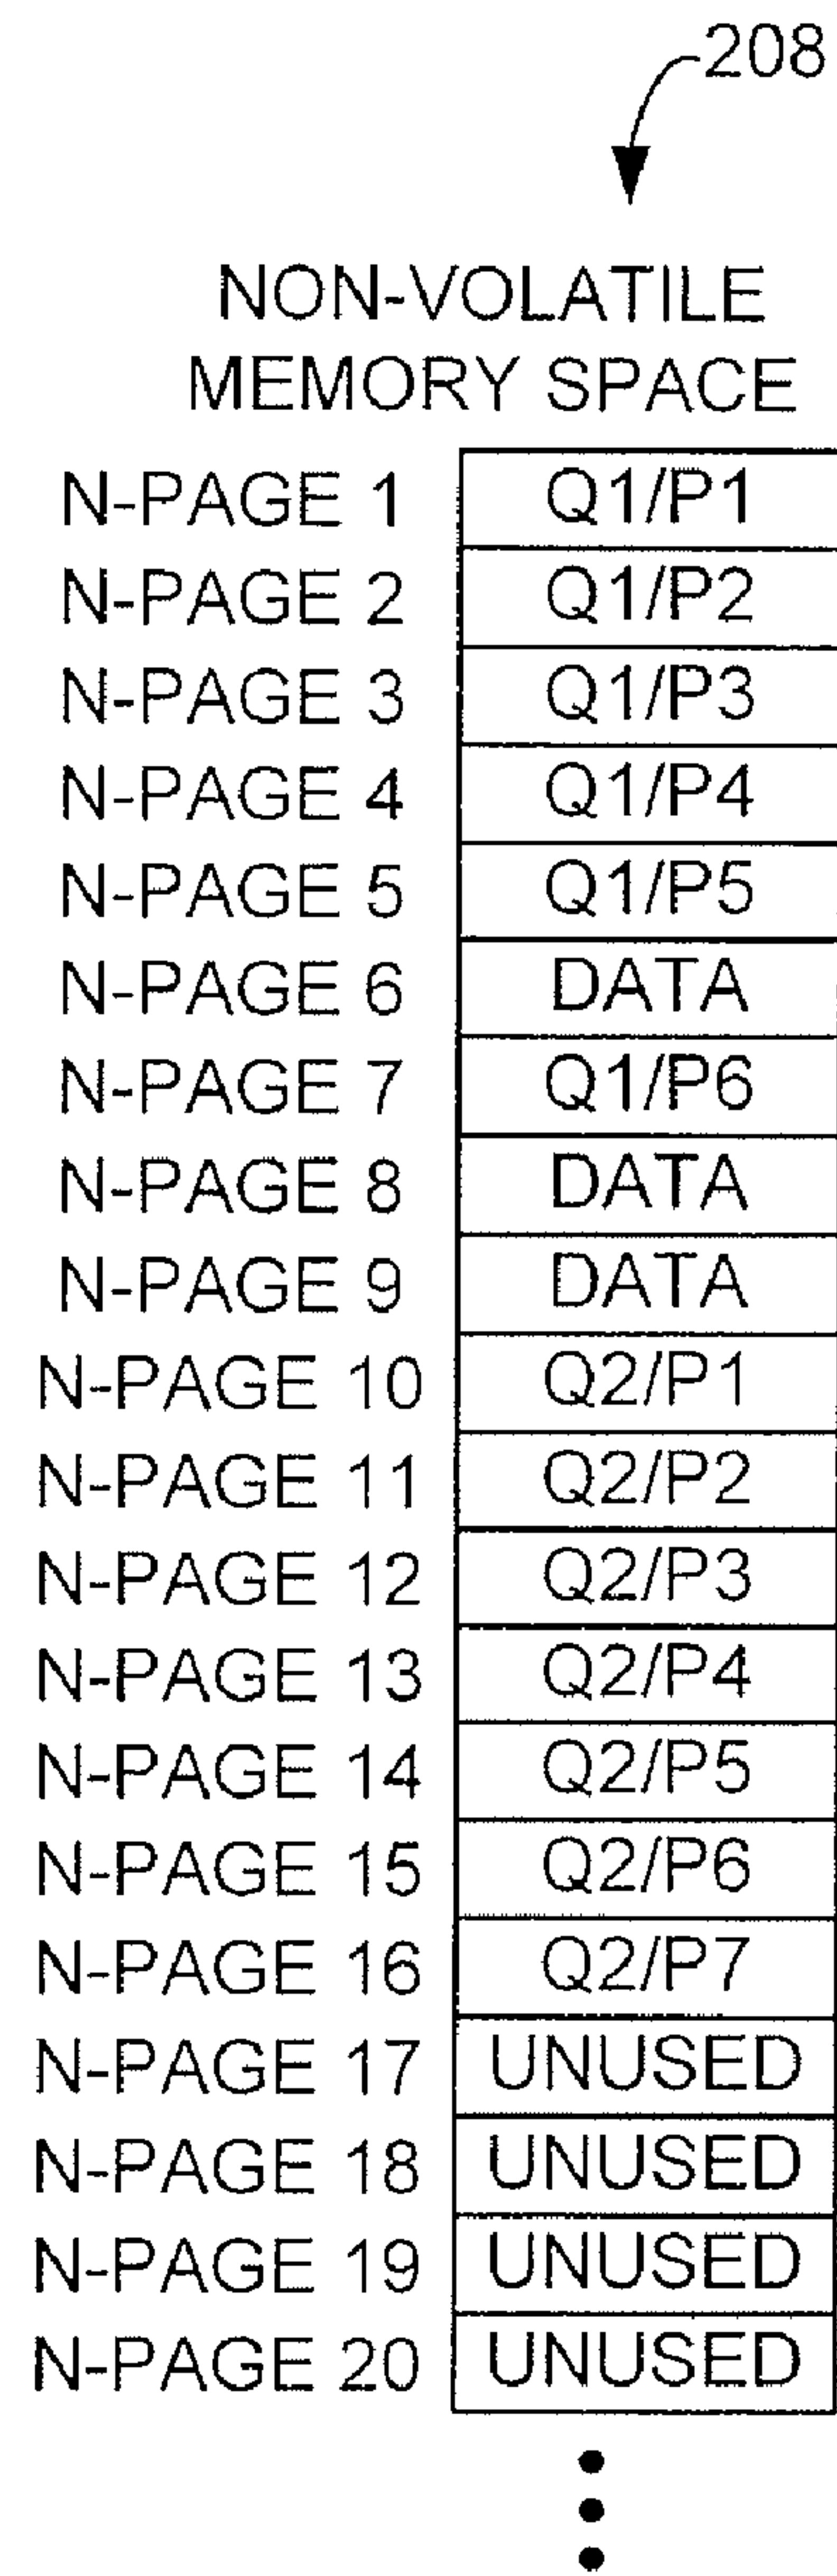 208
NON-VOLATILE
MEMORY SPACE
N-PAGE 1 Q1/P1
N-PAGE 2 Q1/P2
N-PAGE 3 Q1/P3
N-PAGE 4 Q1/P4
N-PAGE 5 Q1/P5
N-PAGE 6 DATA
N-PAGE 7 Q1/P6
N-PAGE 8 DATA
N-PAGE 9 DATA
N-PAGE 10 Q2/P1
N-PAGE 11 Q2/P2
N-PAGE 12 Q2/P3
N-PAGE 13 Q2/P4
N-PAGE 14 Q2/P5
N-PAGE 15 Q2/P6
N-PAGE 16 Q2/P7
N-PAGE 17 UNUSED
N-PAGE 18 UNUSED
N-PAGE 19 UNUSED
N-PAGE 20 UNUSED